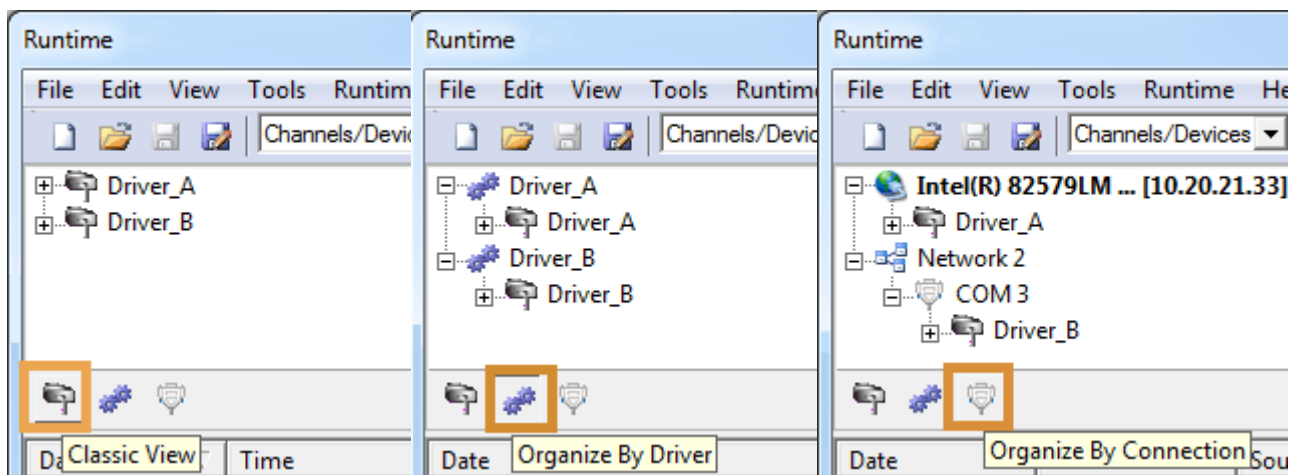 Runtime
File Edit View Tools Runtim
Channels/Devic
Driver_A
Driver_B
Classic View
Time
Runtime
File Edit View Tools Runtim
Channels/Devic
Driver_A
Driver_A
Driver_B
Driver_B
Organize By Driver
Date
Runtime
File Edit View Tools Runtime He
Channels/Devices
Intel(R) 82579LM ... [10.20.21.33]
Driver_A
Network 2
COM 3
Driver_B
Organize By Connection
Date Sou